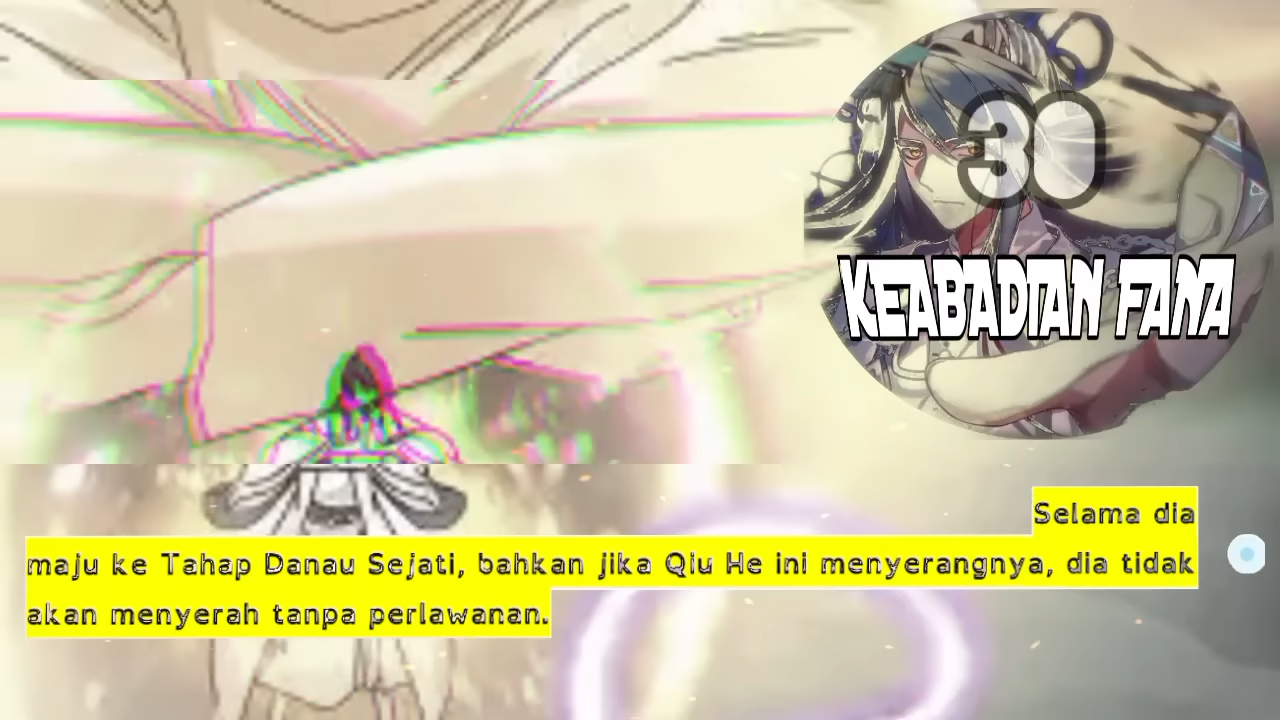 30
KEABADIAN FANA
Selama dia
maju ke Tahap Danau Sejati, bahkan jika Qiu He ini menyerangnya, dia tidak
akan menyerah tanpa perlawanan.